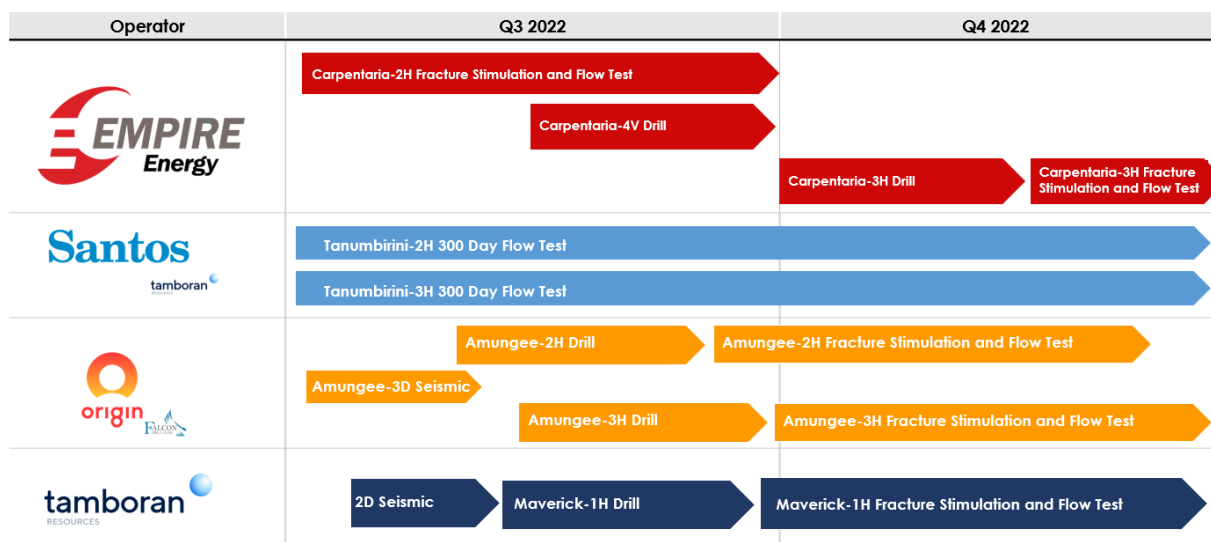 Operator
Q3 2022
Q4 2022
EMPIRE
Energy
Carpentaria-2H Fracture Stimulation and Flow Test
Carpentaria-4V Drill
Carpentaria-3H Drill
Carpentaria-3H Fracture
Stimulation and Flow Test
Santos
tamboran
RESOURCES
Tanumbirini-2H 300 Day Flow Test
Tanumbirini-3H 300 Day Flow Test
origin
FALCON
Amungee-2H Drill
Amungee-2H Fracture Stimulation and Flow Test
Amungee-3D Seismic
Amungee-3H Drill
Amungee-3H Fracture Stimulation and Flow Test
tamboran
RESOURCES
2D Seismic
Maverick-1H Drill
Maverick-1H Fracture Stimulation and Flow Test